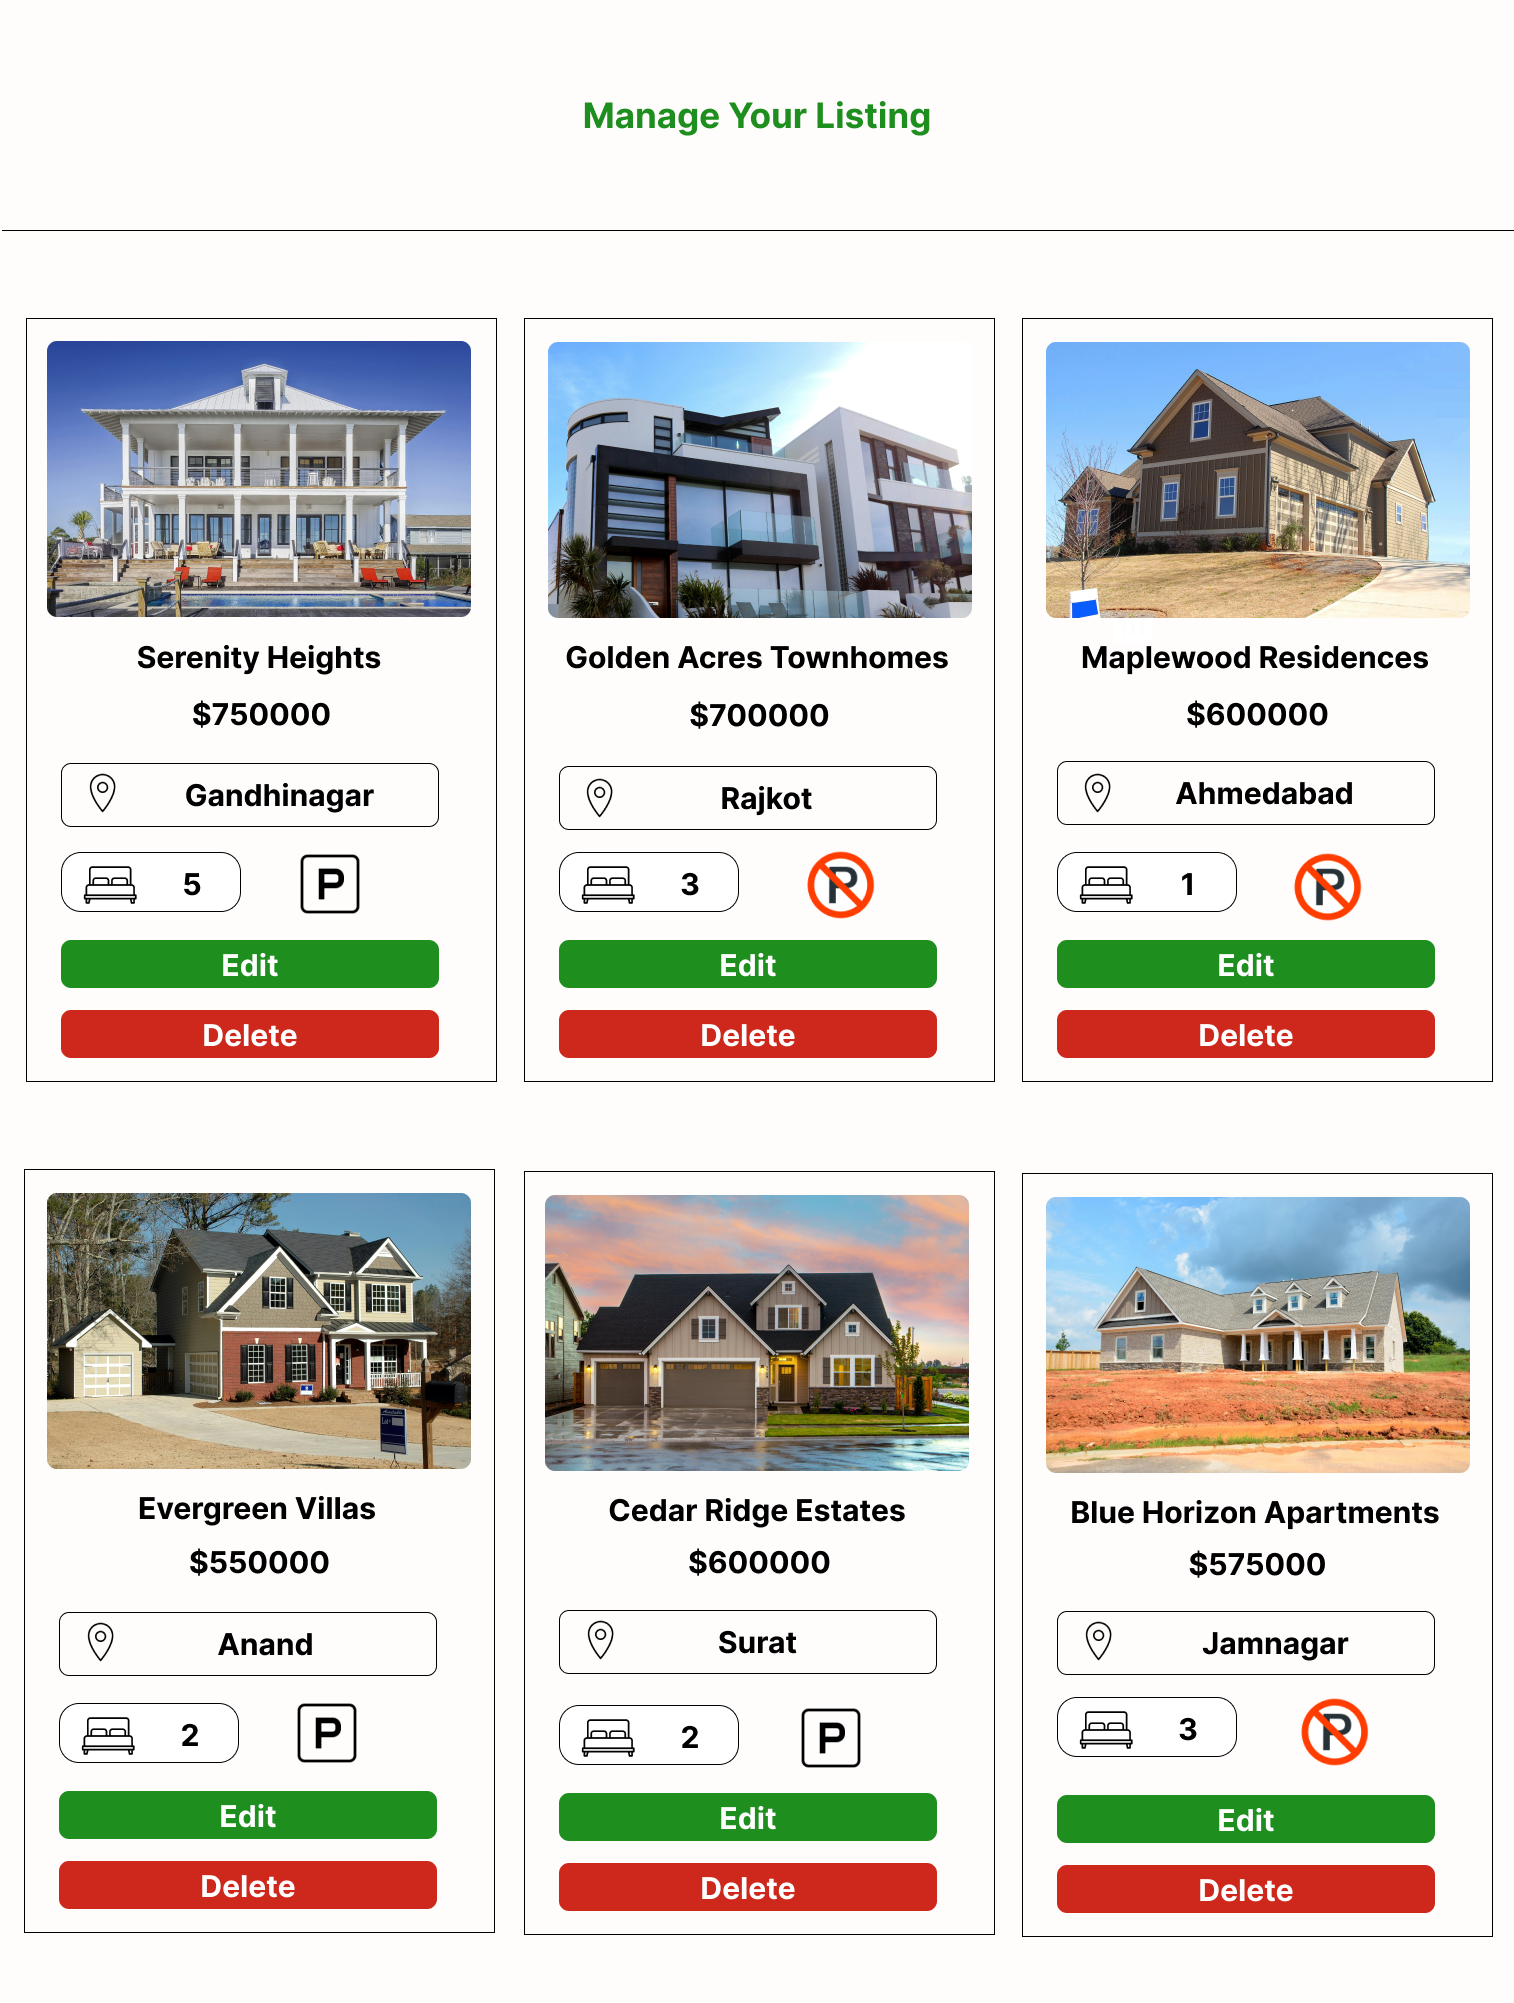 Manage Your Listing
Serenity Heights
$750000
Gandhinagar
5
P
Edit
Delete
Golden Acres Townhomes
$700000
Rajkot
3
P
Edit
Delete
Maplewood Residences
$600000
Ahmedabad
1
P
Edit
Delete
Evergreen Villas
$550000
Anand
2
P
Edit
Delete
Cedar Ridge Estates
$600000
Surat
2
P
Edit
Delete
Blue Horizon Apartments
$575000
Jamnagar
3
P
Edit
Delete